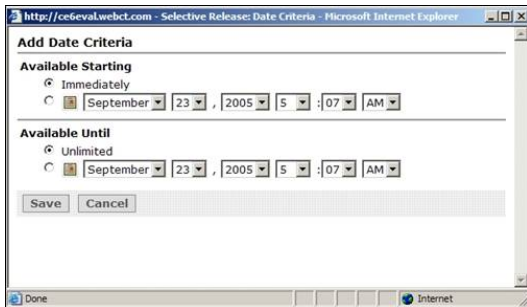 http://ce6eval.webct.com - Selective Release: Date Criteria - Microsoft Internet Explorer
Add Date Criteria
Available Starting
Immediately
September 23 , 2005 5 : 07 AM
Available Until
Unlimited
September 23 , 2005 5 : 07 AM
Save Cancel
Done Internet